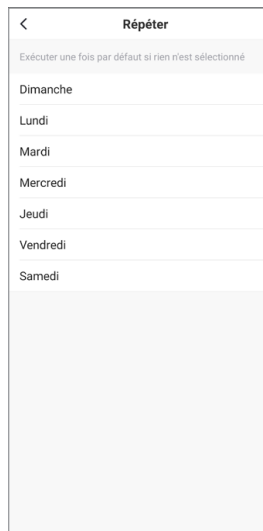 Répéter
Exécuter une fois par défaut si rien n'est sélectionné
Dimanche
Lundi
Mardi
Mercredi
Jeudi
Vendredi
Samedi